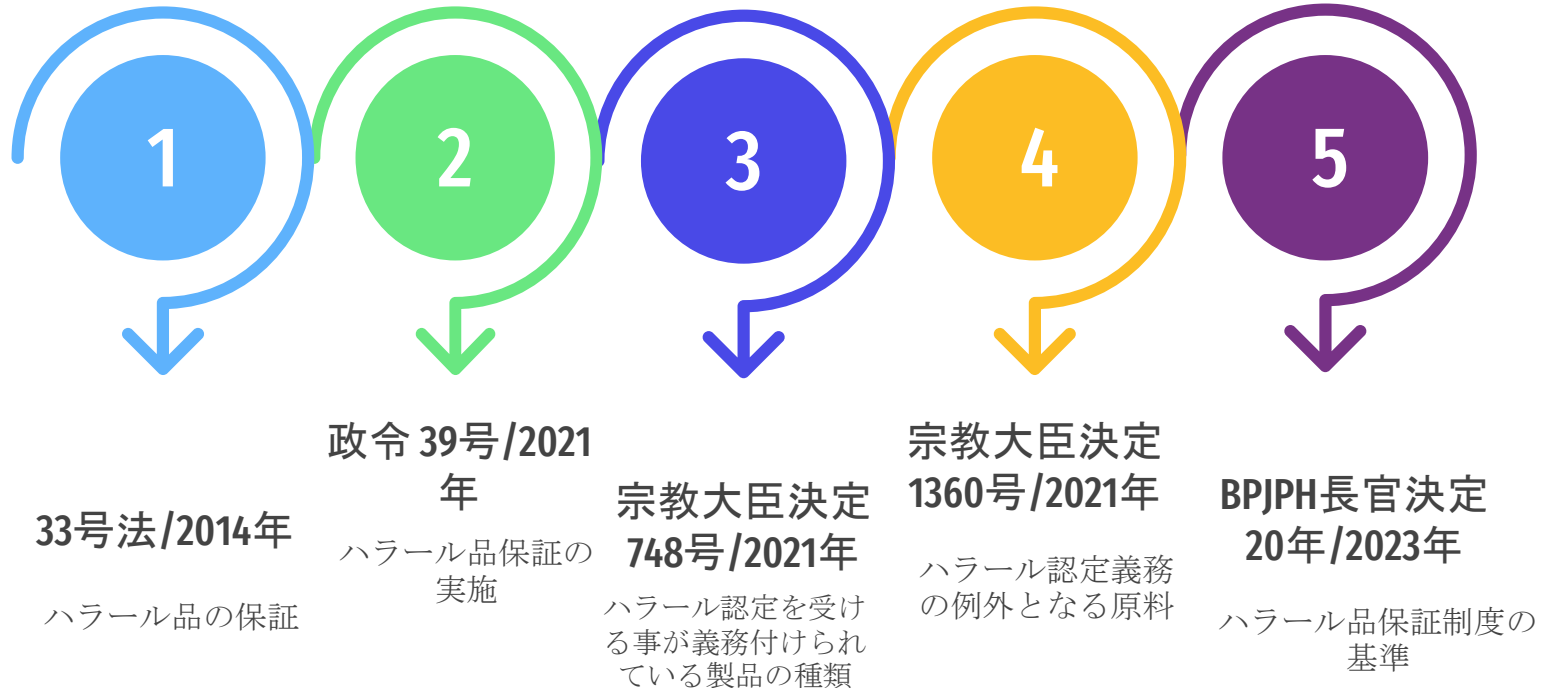 1
33号法/2014年
ハラール品の保証
2
政令 39号/2021
年
ハラール品保証の
実施
3
宗教大臣決定
748号/2021年
ハラール認定を受け
る事が義務付けられ
ている製品の種類
4
宗教大臣決定
1360号/2021年
ハラール認定義務
の例外となる原料
5
BPJPH長官決定
20年/2023年
ハラール品保証制度の
基準